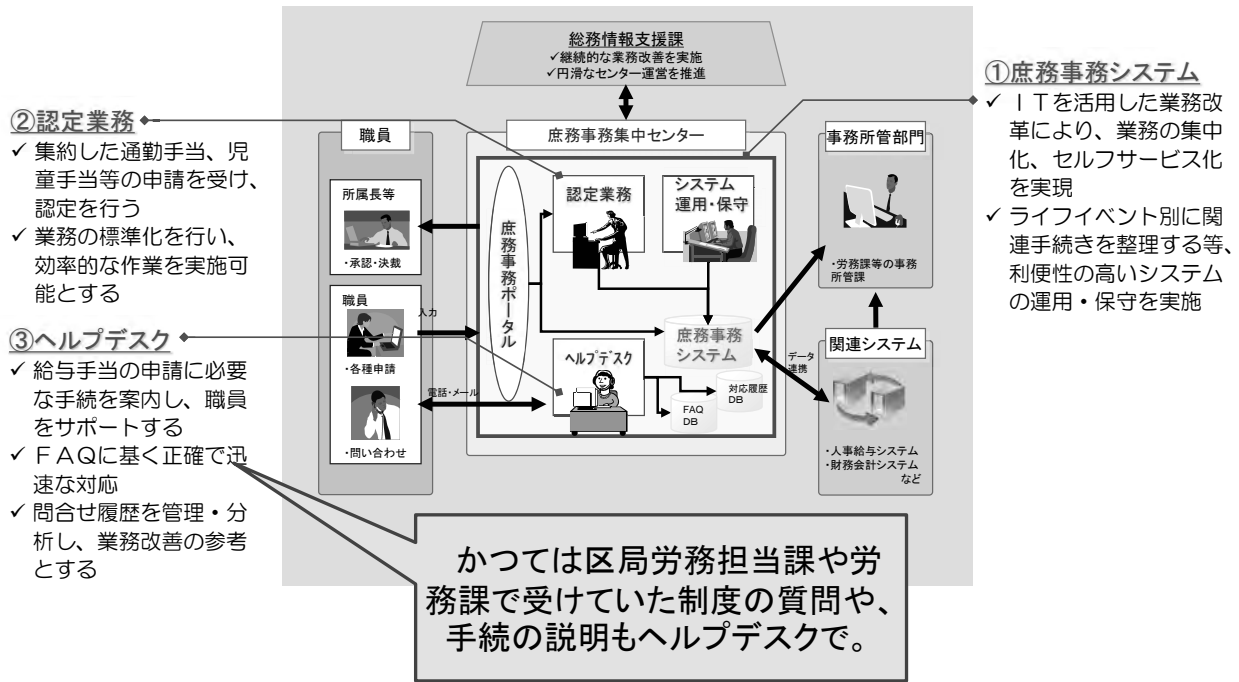 総務情報支援課
✓継続的な業務改善を実施
✓円滑なセンター運営を推進
①庶務事務システム
✓ ＩＴを活用した業務改
革により、業務の集中
化、セルフサービス化
を実現
✓ ライフイベント別に関
連手続きを整理する等、
利便性の高いシステム
の運用・保守を実施
②認定業務
✓ 集約した通勤手当、児
童手当等の申請を受け、
認定を行う
✓ 業務の標準化を行い、
効率的な作業を実施可
能とする
③ヘルプデスク
✓ 給与手当の申請に必要
な手続を案内し、職員
をサポートする
✓ ＦＡＱに基く正確で迅
速な対応
✓ 問合せ履歴を管理・分
析し、業務改善の参考
とする
職員
所属長等
・承認・決裁
職員
・各種申請
・問い合わせ
入力
電話・メール
庶務事務集中センター
庶務事務ポータル
認定業務
システム
運用・保守
庶務事務
システム
ヘルプデスク
FAQ
DB
対応履歴
DB
データ
連携
事務所管部門
・労務課等の事務
所管課
関連システム
・人事給与システム
・財務会計システム
など
かつては区局労務担当課や労
務課で受けていた制度の質問や、
手続の説明もヘルプデスクで。